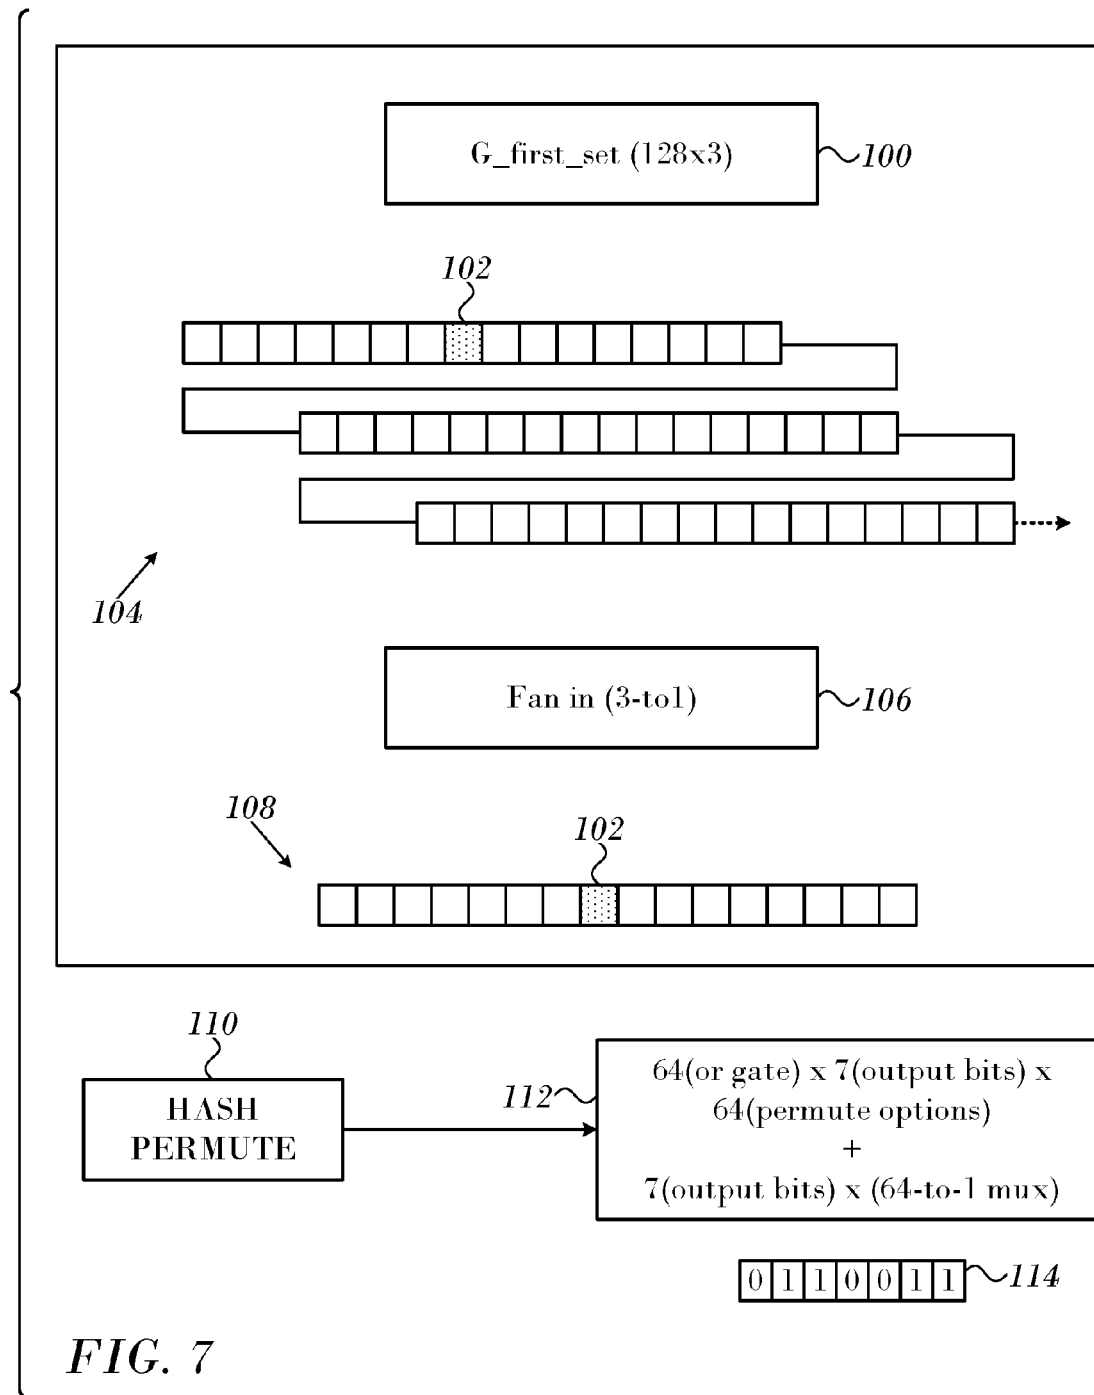 G_first_set (128x3)
100
102
104
Fan in (3-to1)
106
108
102
110
HASH
PERMUTE
112
64(or gate) x 7(output bits) x
64(permute options)
+
7(output bits) x (64-to-1 mux)
0 1 1 0 0 1 1
114
FIG. 7